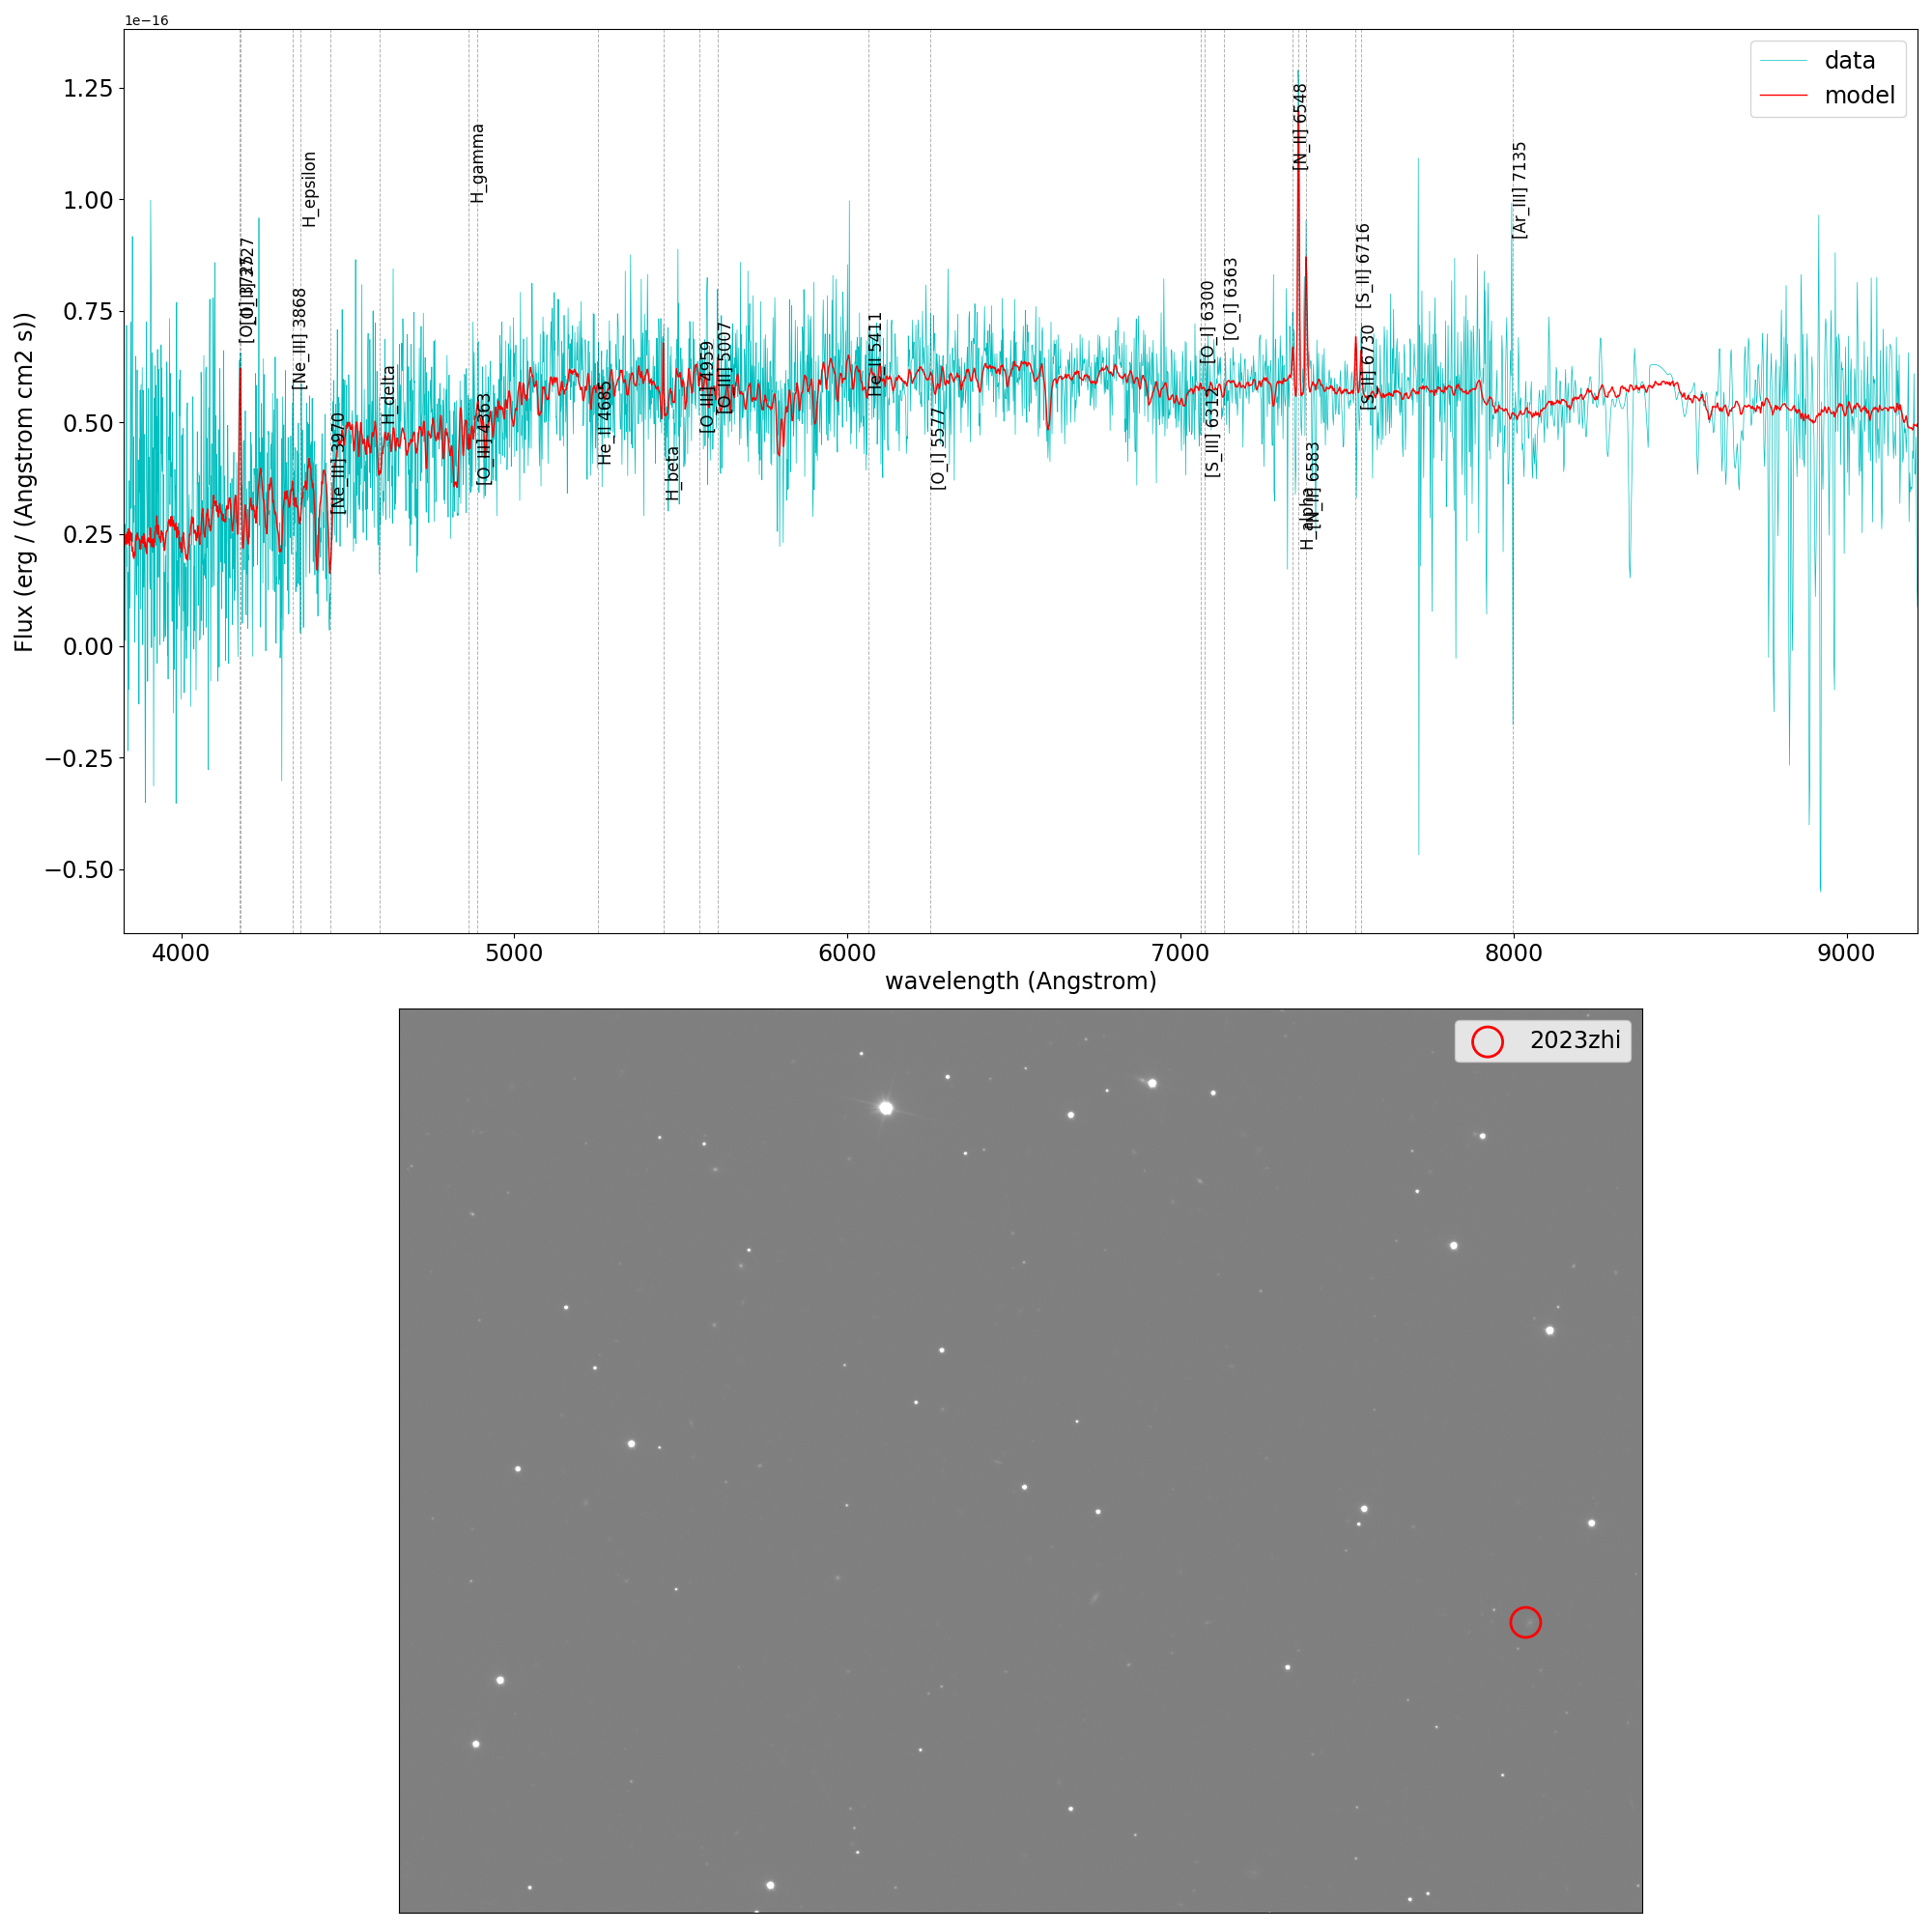 1e−16
data
model
1.25
1.00
0.75
0.50
0.25
0.00
−0.25
−0.50
Flux (erg / (Angstrom cm2 s))
[O_II] 3727
[Ne_III] 3868
H_epsilon
[Ne_III] 3970
H_delta
H_gamma
[O_III] 4363
He_II 4685
H_beta
[O_III] 4959
[O_III] 5007
He_II 5411
[O_I] 5577
[O_I] 6300
[S_III] 6312
[O_I] 6363
[N_II] 6548
H_alpha
[N_II] 6583
[S_II] 6716
[S_II] 6730
[Ar_III] 7135
4000
5000
6000
7000
8000
9000
wavelength (Angstrom)
2023zhi